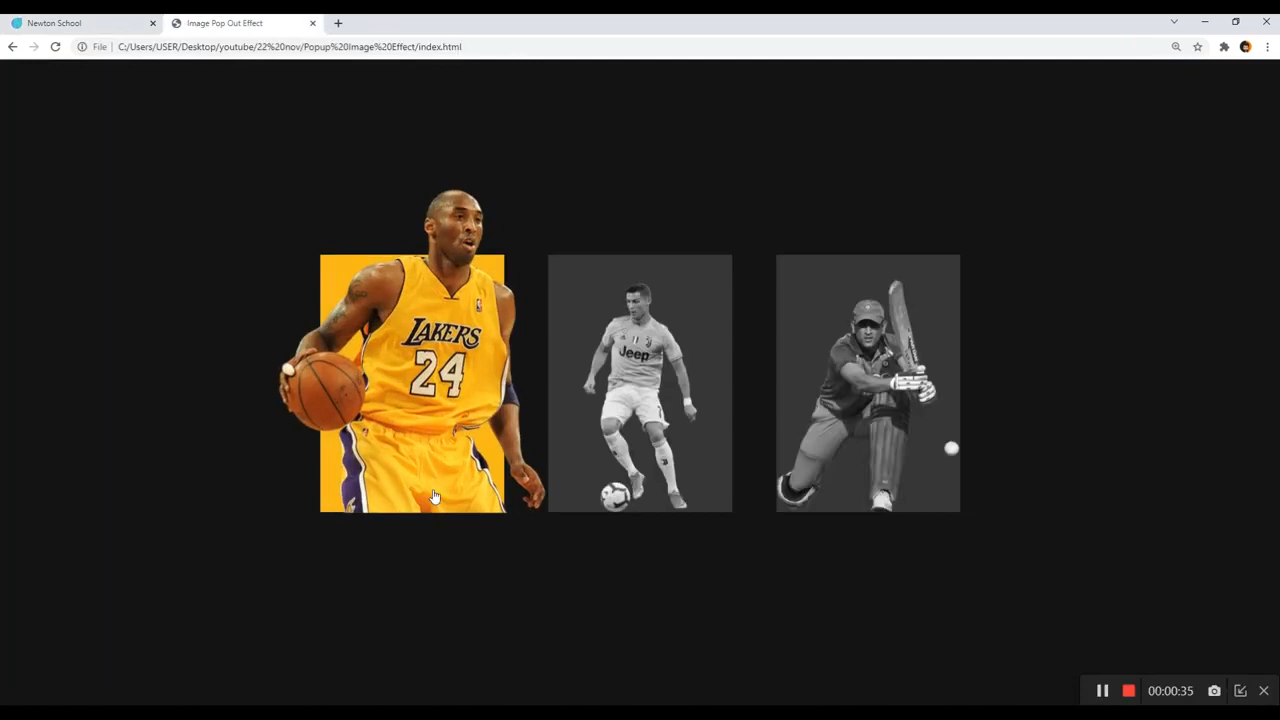 Newton School
Image Pop Out Effect
File
C:/Users/USER/Desktop/youtube/22%20nov/Popup%20Image%20Effect/index.html
LAKERS
24
Jeep
7
00:00:35